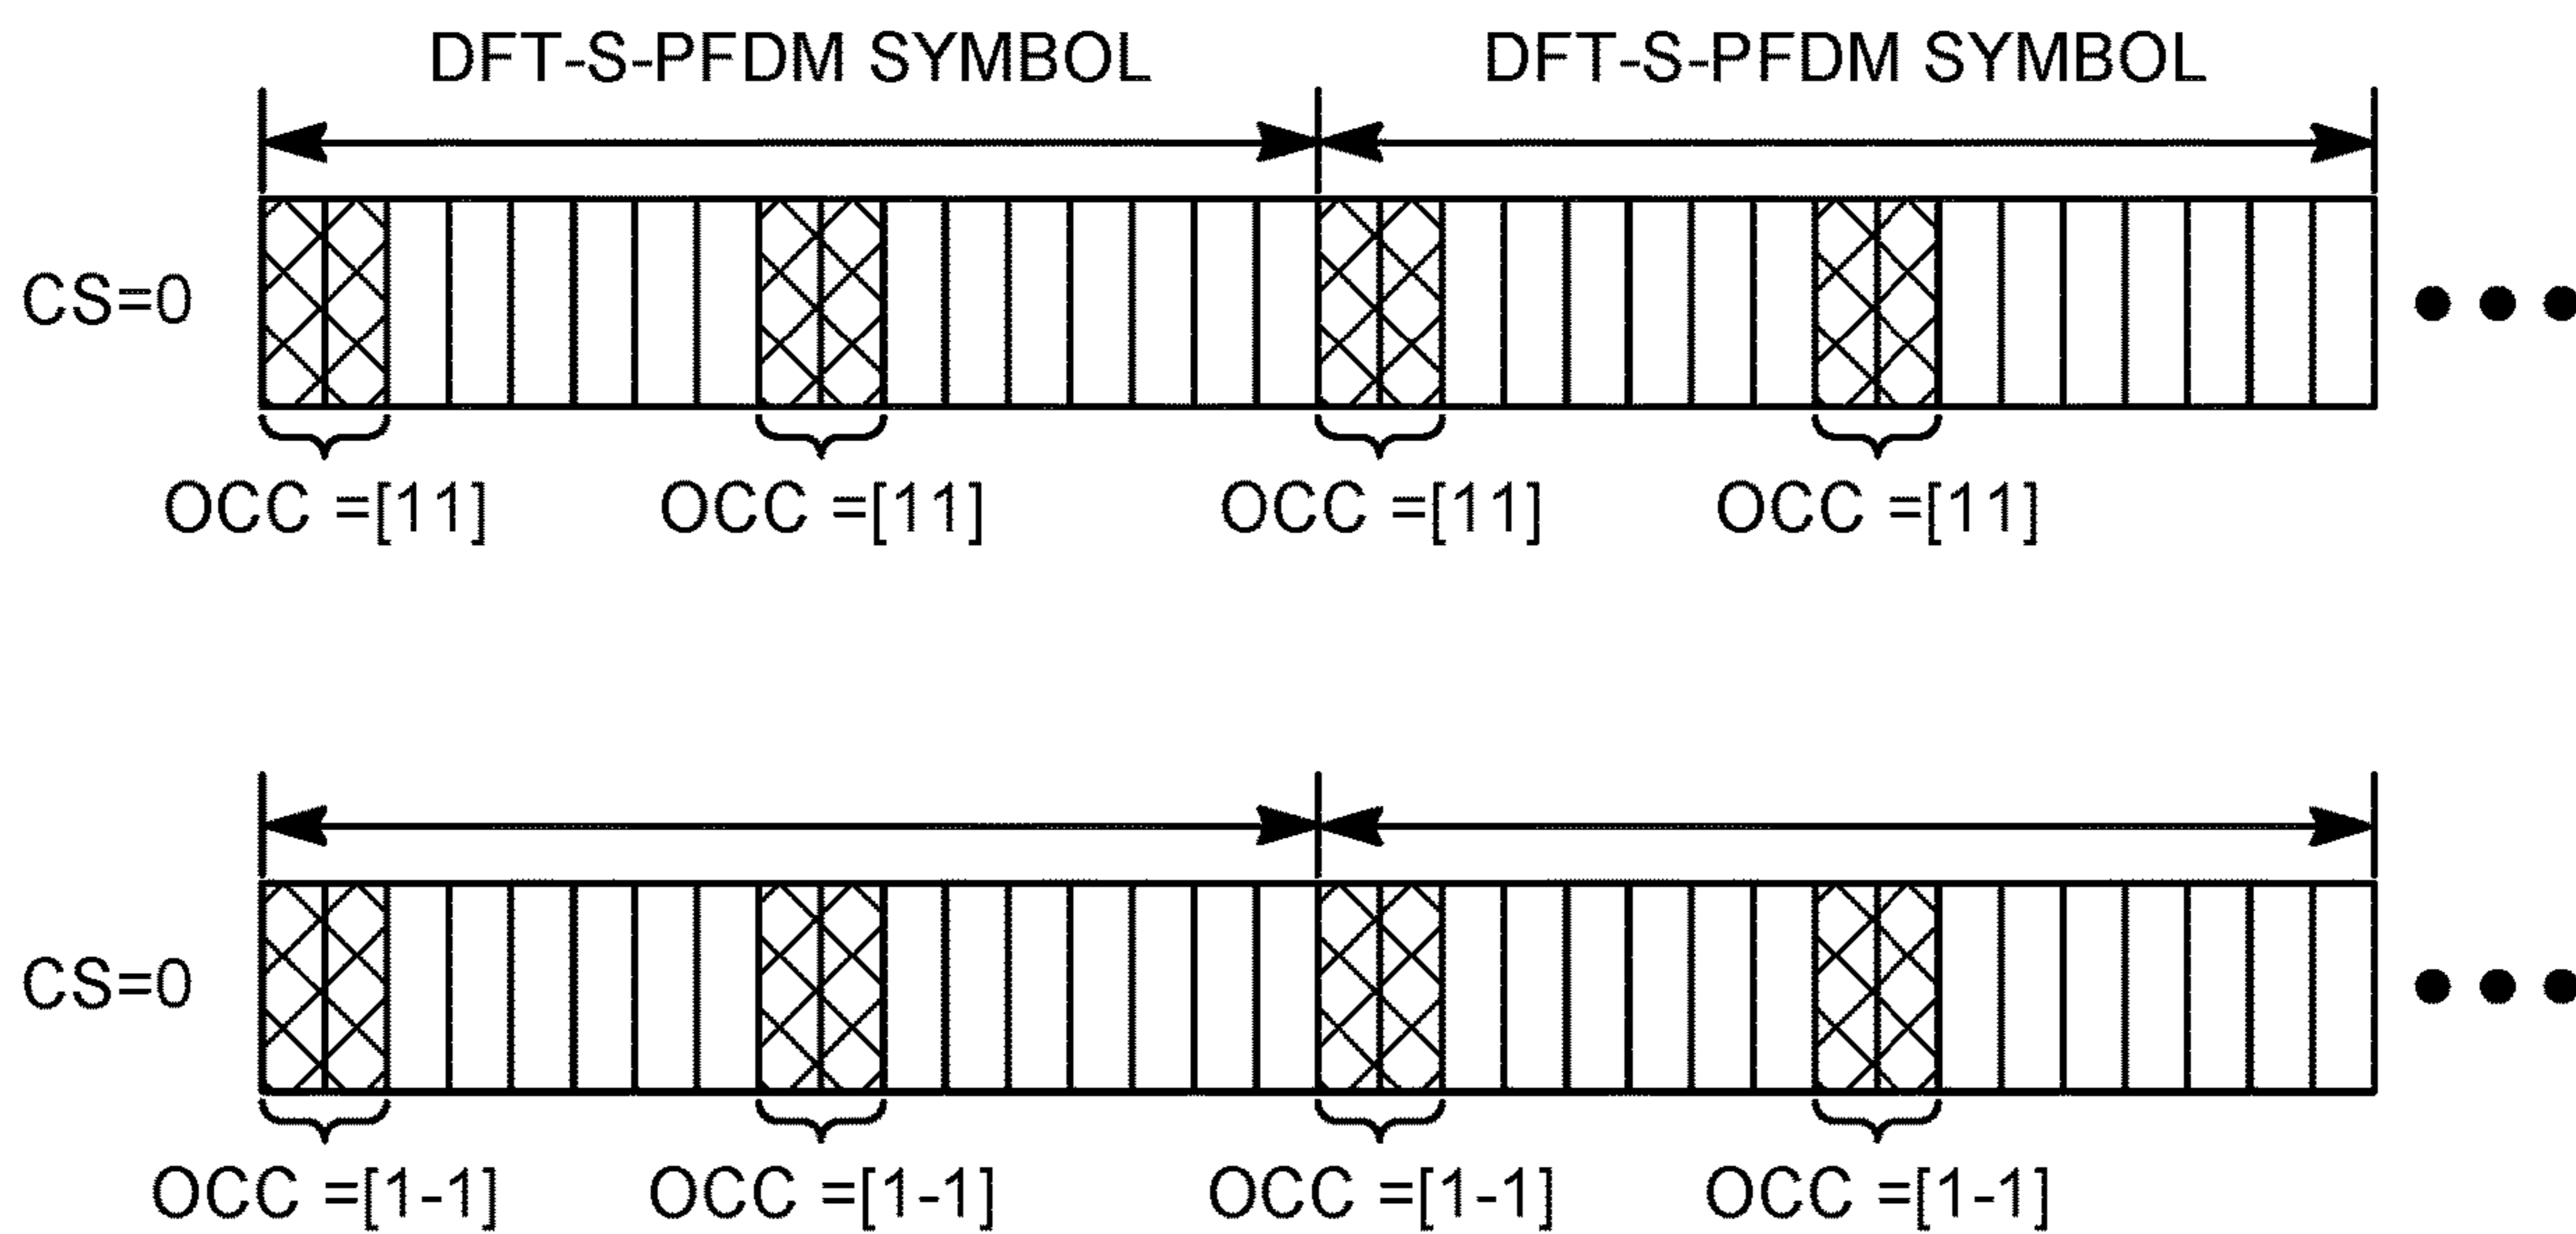 DFT-S-PFDM SYMBOL DFT-S-PFDM SYMBOL
CS=0
OCC =[11] OCC =[11] OCC =[11] OCC =[11]
CS=0
OCC =[1-1] OCC =[1-1] OCC =[1-1] OCC =[1-1]